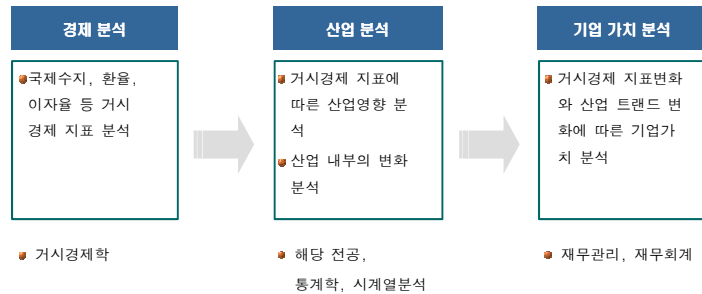 경제 분석
국제수지, 환율,
이자율 등 거시
경제 지표 분석
거시경제학
산업 분석
거시경제 지표에
따른 산업영향 분
석
산업 내부의 변화
분석
해당 전공,
통계학, 시계열분석
기업 가치 분석
거시경제 지표변화
와 산업 트랜드 변
화에 따른 기업가
치 분석
재무관리, 재무회계